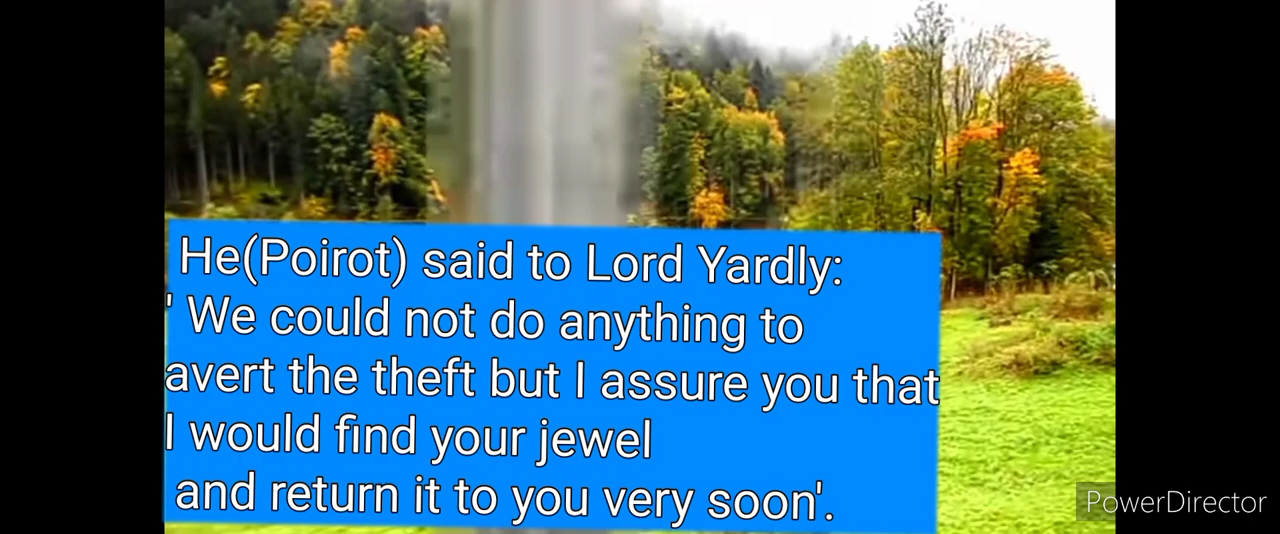 He(Poirot) said to Lord Yardly:
' We could not do anything to
avert the theft but I assure you that
I would find your jewel
and return it to you very soon'.
PowerDirector